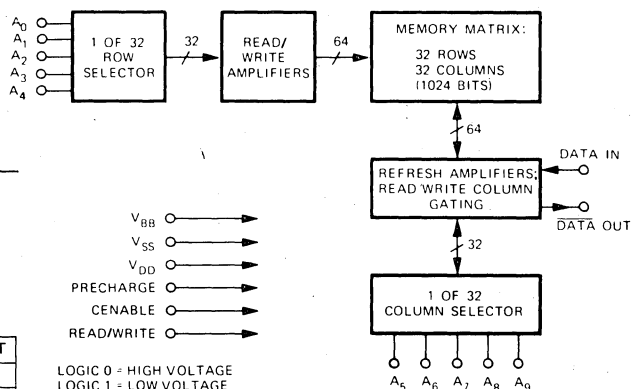 A0
A1
A2
A3
A4
1 OF 32
ROW
SELECTOR
32
READ/
WRITE
AMPLIFIERS
64
MEMORY MATRIX:
32 ROWS
32 COLUMNS
(1024 BITS)
64
REFRESH AMPLIFIERS;
READ/WRITE COLUMN
GATING
DATA IN
DATA OUT
32
1 OF 32
COLUMN SELECTOR
A5 A6 A7 A8 A9
VBB
VSS
VDD
PRECHARGE
CENABLE
READ/WRITE
T
LOGIC 0 = HIGH VOLTAGE
LOGIC 1 = LOW VOLTAGE